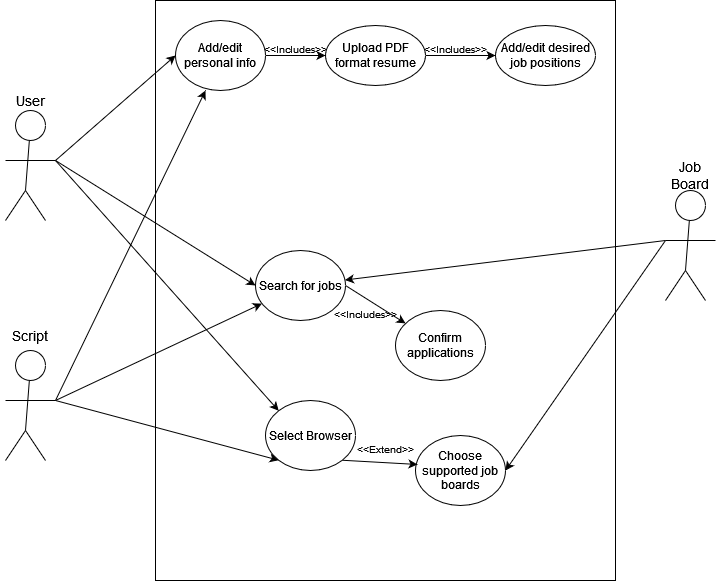 Add/edit
personal info
<<Includes>>
Upload PDF
format resume
<<Includes>>
Add/edit desired
job positions
User
Job
Board
Search for jobs
<<Includes>>
Confirm
applications
Script
Select Browser
<<Extend>>
Choose
supported job
boards